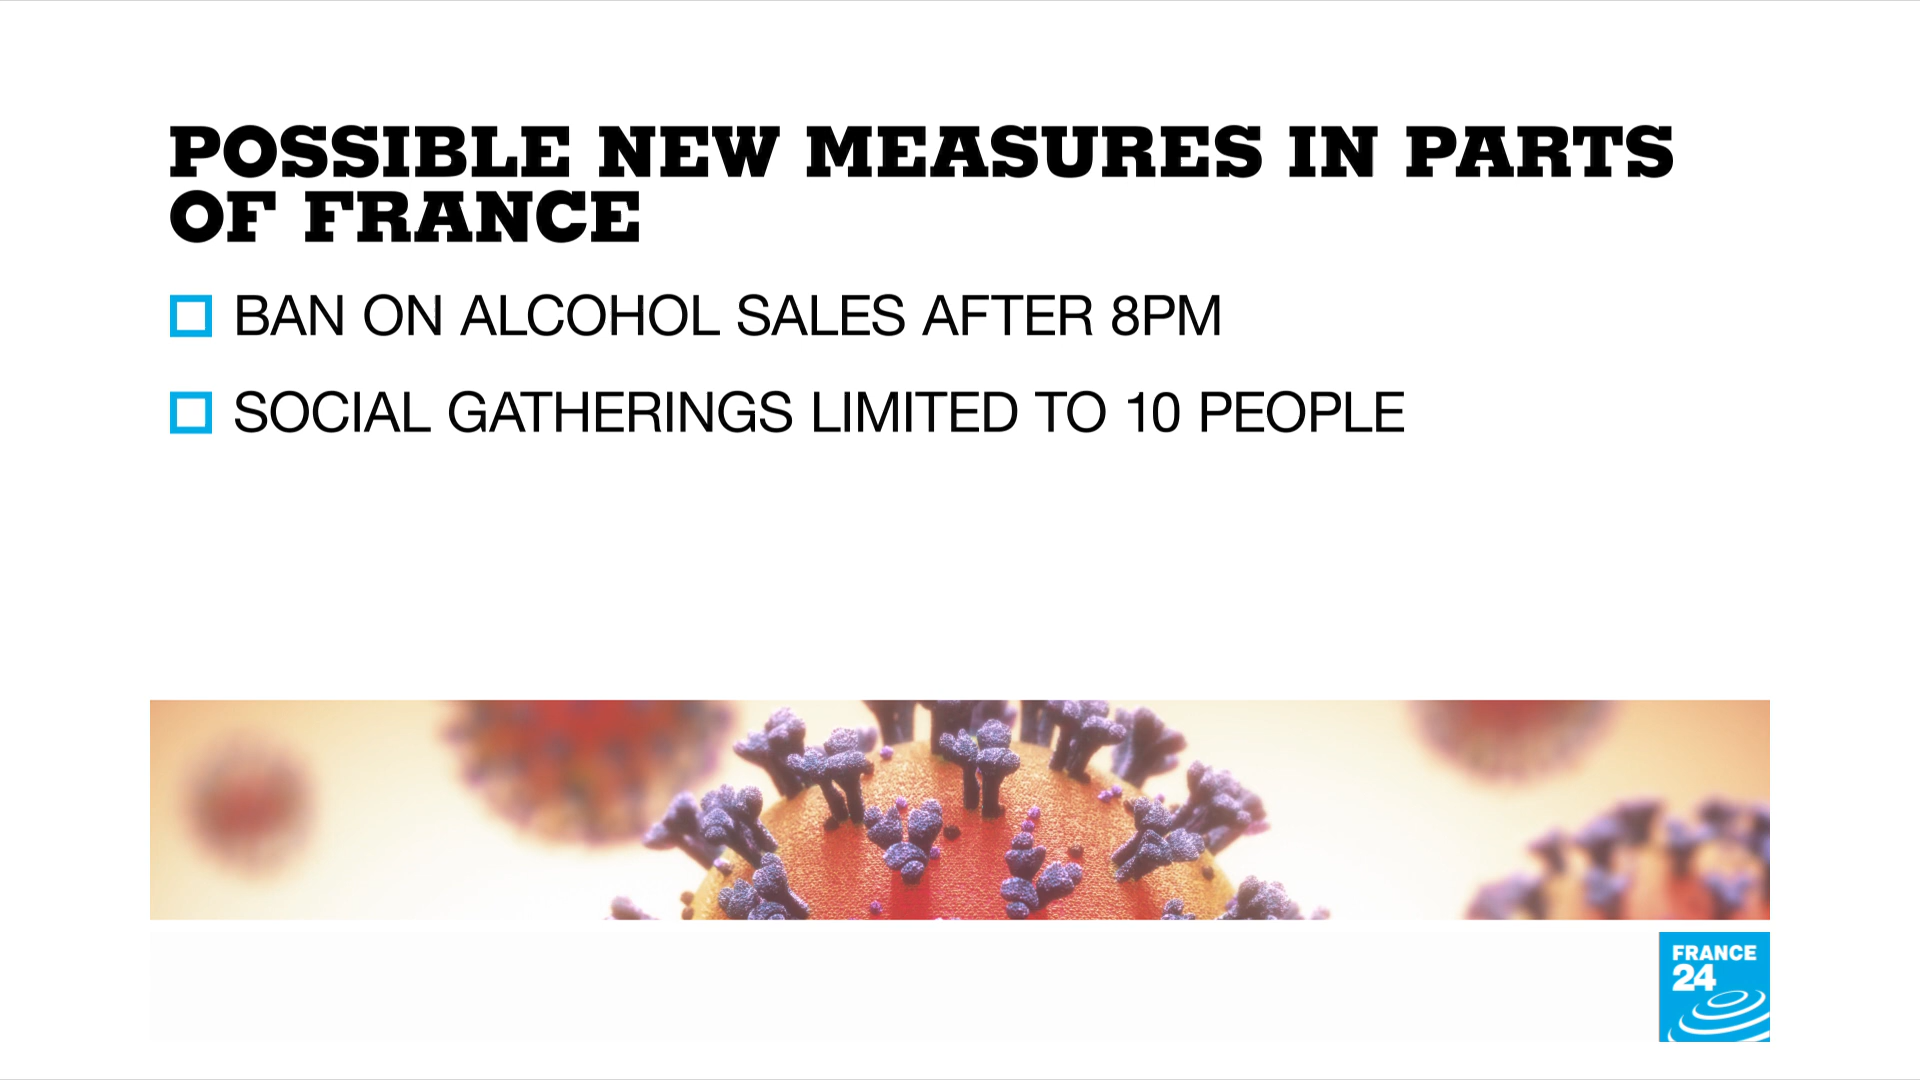 POSSIBLE NEW MEASURES IN PARTS
OF FRANCE
BAN ON ALCOHOL SALES AFTER 8PM
SOCIAL GATHERINGS LIMITED TO 10 PEOPLE
FRANCE
24